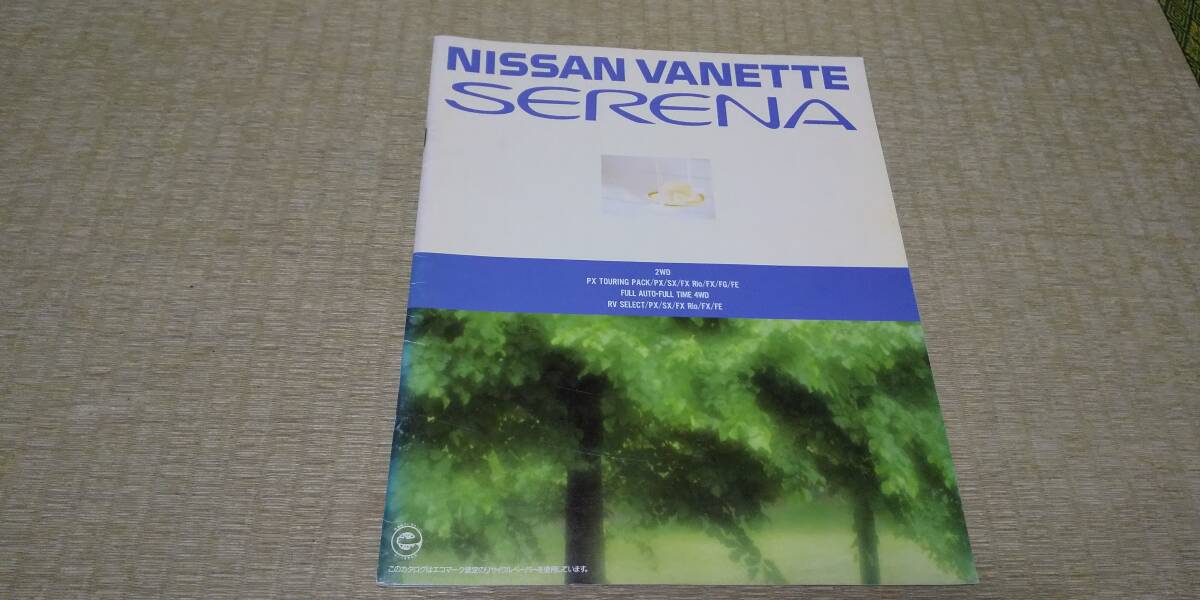 NISSAN VANETTE
SERENA
2WD
PX TOURING PACK/PX/SX/FX Rio/FX/FG/FE
FULL AUTO・FULL TIME 4WD
RV SELECT/PX/SX/FX Rio/FX/FE
このカタログはエコマーク認定のリサイクルペーパーを使用しています。